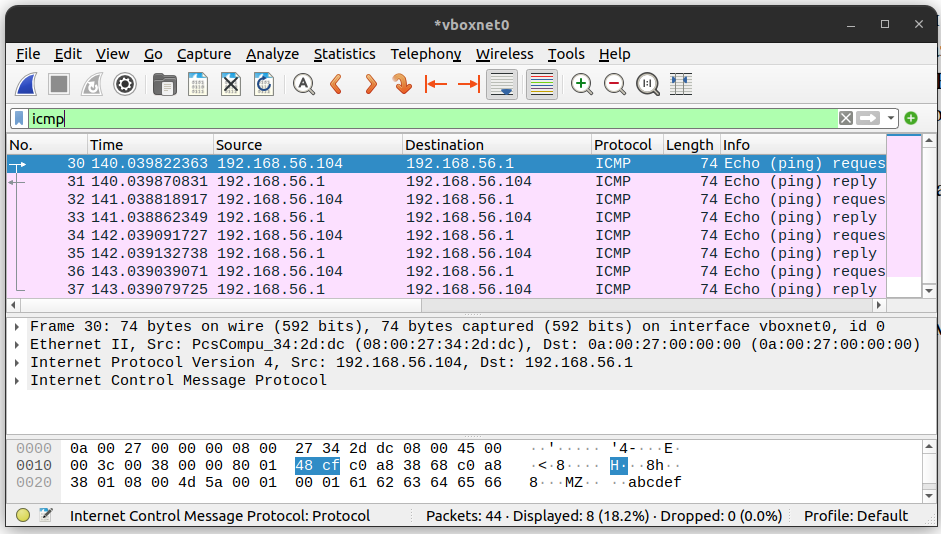 *vboxnet0
File Edit View Go Capture Analyze Statistics Telephony Wireless Tools Help
icmp
No. Time Source Destination Protocol Length Info
30 140.039822363 192.168.56.104 192.168.56.1 ICMP 74 Echo (ping) reques
31 140.039870831 192.168.56.1 192.168.56.104 ICMP 74 Echo (ping) reply
32 141.038818917 192.168.56.104 192.168.56.1 ICMP 74 Echo (ping) reques
33 141.038862349 192.168.56.1 192.168.56.104 ICMP 74 Echo (ping) reply
34 142.039091727 192.168.56.104 192.168.56.1 ICMP 74 Echo (ping) reques
35 142.039132738 192.168.56.1 192.168.56.104 ICMP 74 Echo (ping) reply
36 143.039039071 192.168.56.104 192.168.56.1 ICMP 74 Echo (ping) reques
37 143.039079725 192.168.56.1 192.168.56.104 ICMP 74 Echo (ping) reply
Frame 30: 74 bytes on wire (592 bits), 74 bytes captured (592 bits) on interface vboxnet0, id 0
Ethernet II, Src: PcsCompu_34:2d:dc (08:00:27:34:2d:dc), Dst: 0a:00:27:00:00:00 (0a:00:27:00:00:00)
Internet Protocol Version 4, Src: 192.168.56.104, Dst: 192.168.56.1
Internet Control Message Protocol
0000 0a 00 27 00 00 00 08 00 27 34 2d dc 08 00 45 00 ··'····· '4-···E·
0010 00 3c 00 38 00 00 80 01 48 cf c0 a8 38 68 c0 a8 ·<·8···· H···8h··
0020 38 01 08 00 4d 5a 00 01 00 01 61 62 63 64 65 66 8···MZ·· ··abcdef
Internet Control Message Protocol: Protocol Packets: 44 · Displayed: 8 (18.2%) · Dropped: 0 (0.0%) Profile: Default